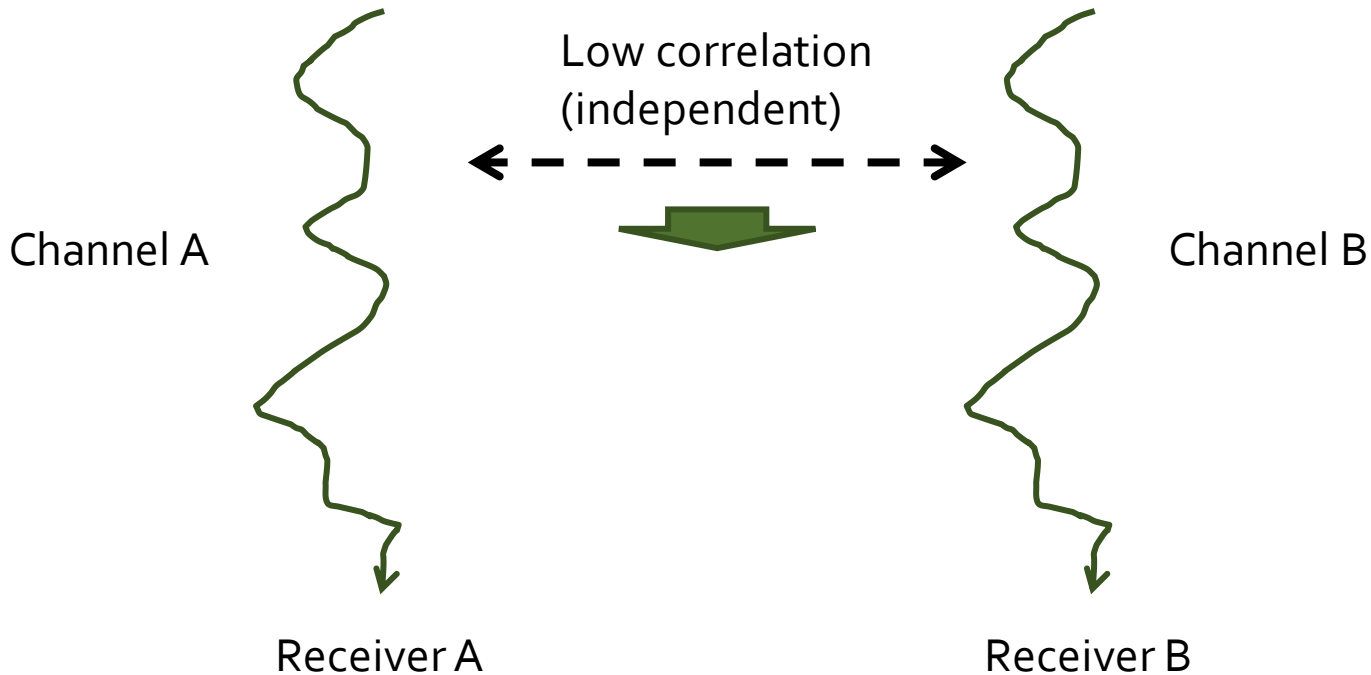 Low correlation
(independent)
Channel A
Channel B
Receiver A
Receiver B